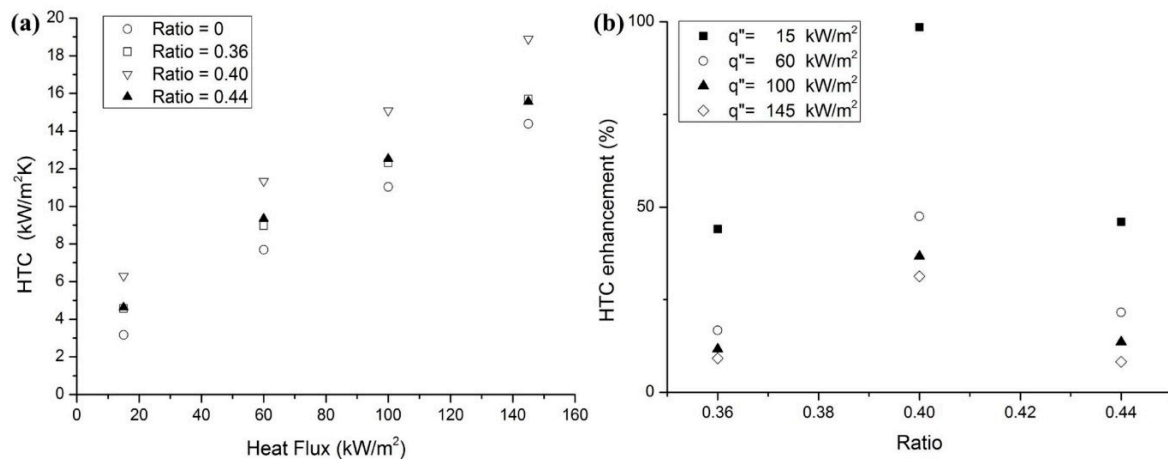 (a)
HTC (kW/m²K)
20
18
16
14
12
10
8
6
4
2
0
Ratio = 0
Ratio = 0.36
Ratio = 0.40
Ratio = 0.44
0 20 40 60 80 100 120 140 160
Heat Flux (kW/m²)
(b)
HTC enhancement (%)
100
50
0
q"= 15 kW/m²
q"= 60 kW/m²
q"= 100 kW/m²
q"= 145 kW/m²
0.36 0.38 0.40 0.42 0.44
Ratio